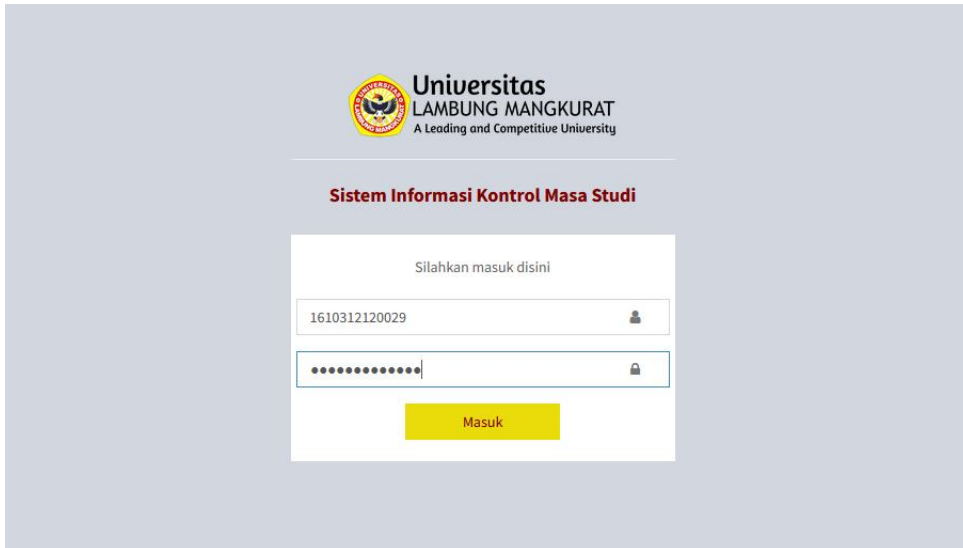 Universitas
LAMBUNG MANGKURAT
A Leading and Competitive University
Sistem Informasi Kontrol Masa Studi
Silahkan masuk disini
1610312120029
●●●●●●●●●●●●●
Masuk